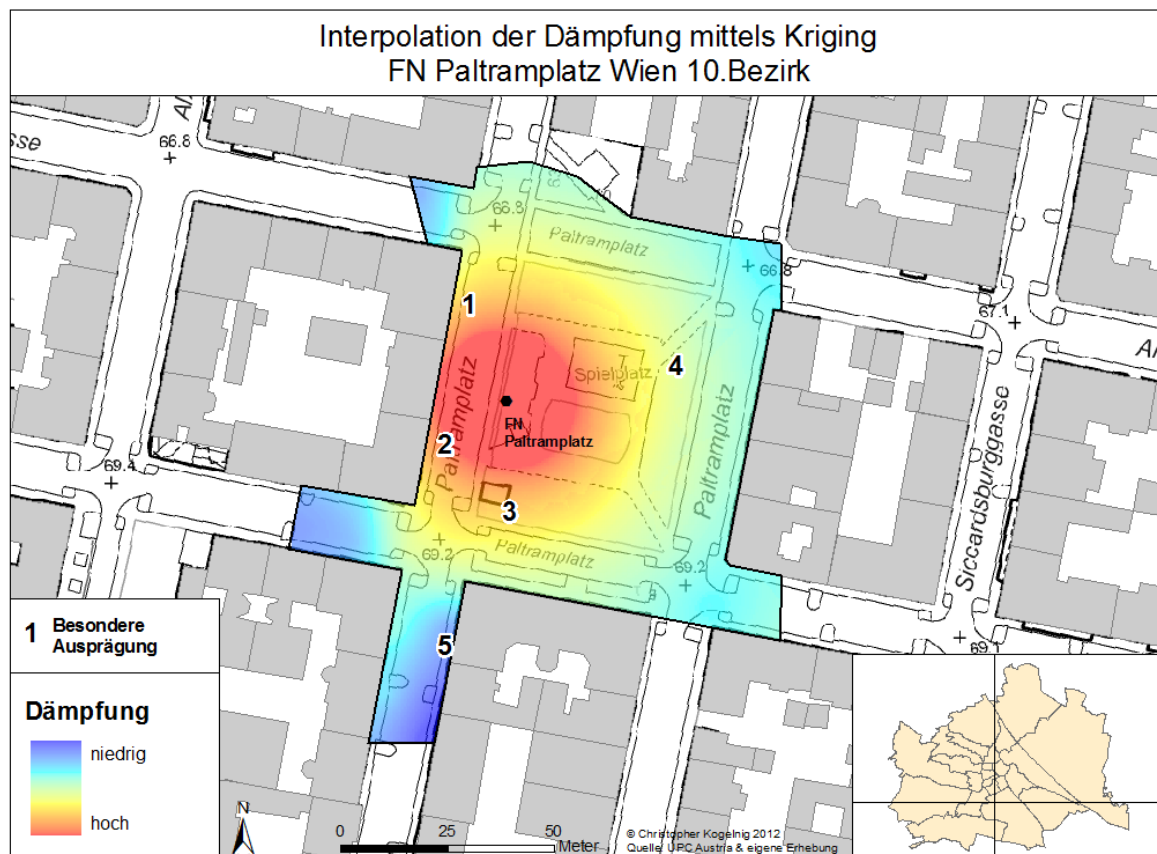 Interpolation der Dämpfung mittels Kriging
FN Paltramplatz Wien 10.Bezirk
66.8
sse
66.8
Paltramplatz
66.8
67.1
1
4
Spielplatz
FN
Paltramplatz
Paltramplatz
Paltramplatz
Siccardsburggasse
2
69.4
3
69.2
Paltramplatz
69.2
69.1
5
1 Besondere
Ausprägung
Dämpfung
niedrig
hoch
N
0 25 50
Meter
© Christopher Kogelnig 2012
Quelle: UPC Austria & eigene Erhebung